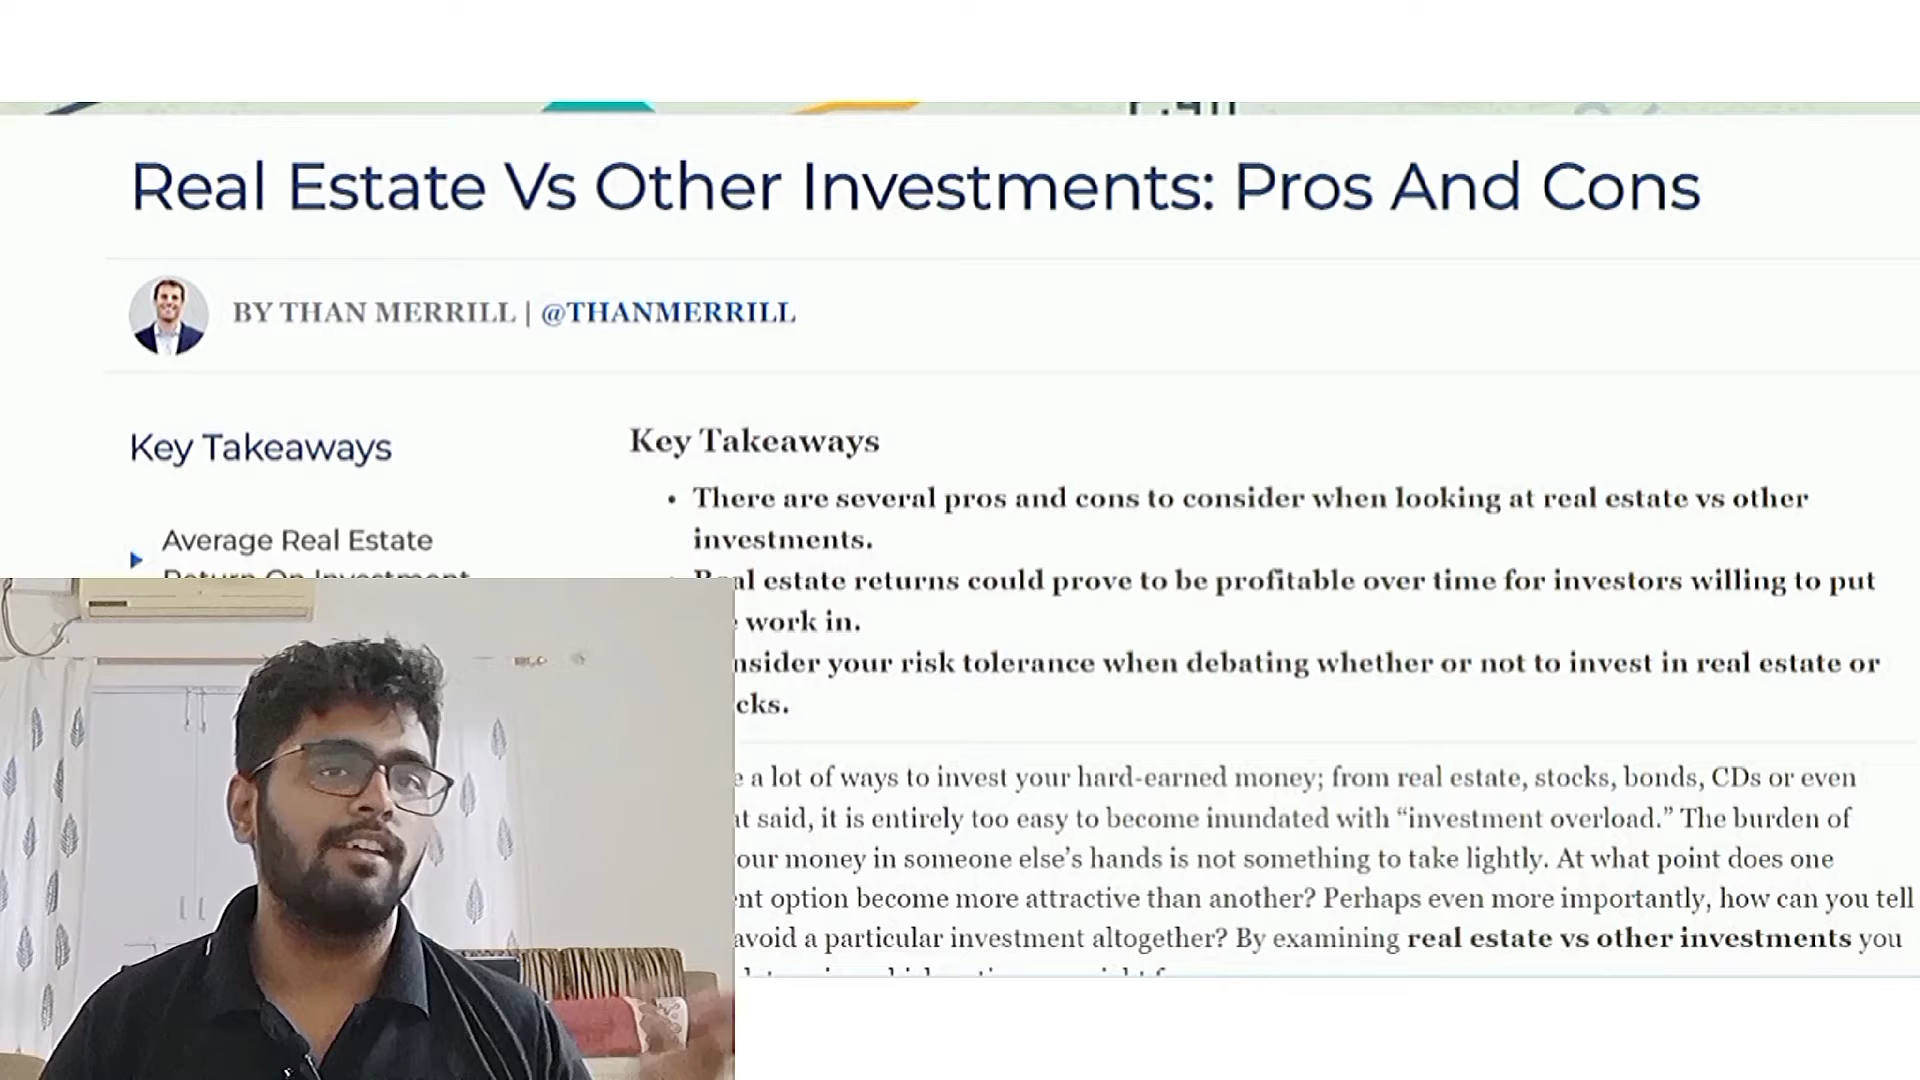 Real Estate Vs Other Investments: Pros And Cons
BY THAN MERRILL | @THANMERRILL
Key Takeaways
Average Real Estate
Return On Investment
Key Takeaways
• There are several pros and cons to consider when looking at real estate vs other
investments.
Real estate returns could prove to be profitable over time for investors willing to put
work in.
nsider your risk tolerance when debating whether or not to invest in real estate or
cks.
e a lot of ways to invest your hard-earned money; from real estate, stocks, bonds, CDs or even
at said, it is entirely too easy to become inundated with “investment overload.” The burden of
our money in someone else’s hands is not something to take lightly. At what point does one
nt option become more attractive than another? Perhaps even more importantly, how can you tell
avoid a particular investment altogether? By examining real estate vs other investments you